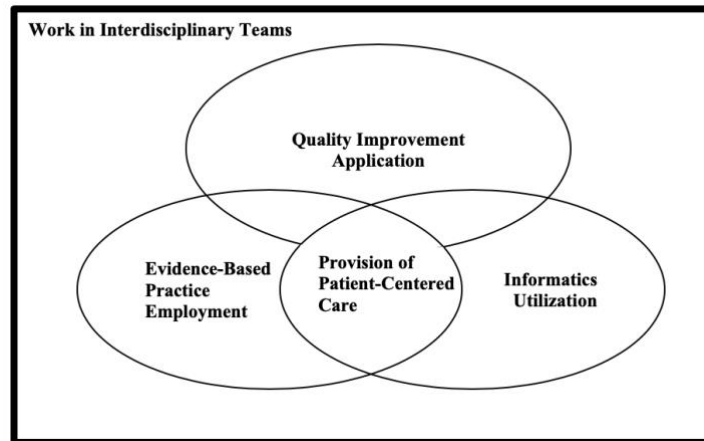 Work in Interdisciplinary Teams
Quality Improvement
Application
Evidence-Based
Practice
Employment
Provision of
Patient-Centered
Care
Informatics
Utilization